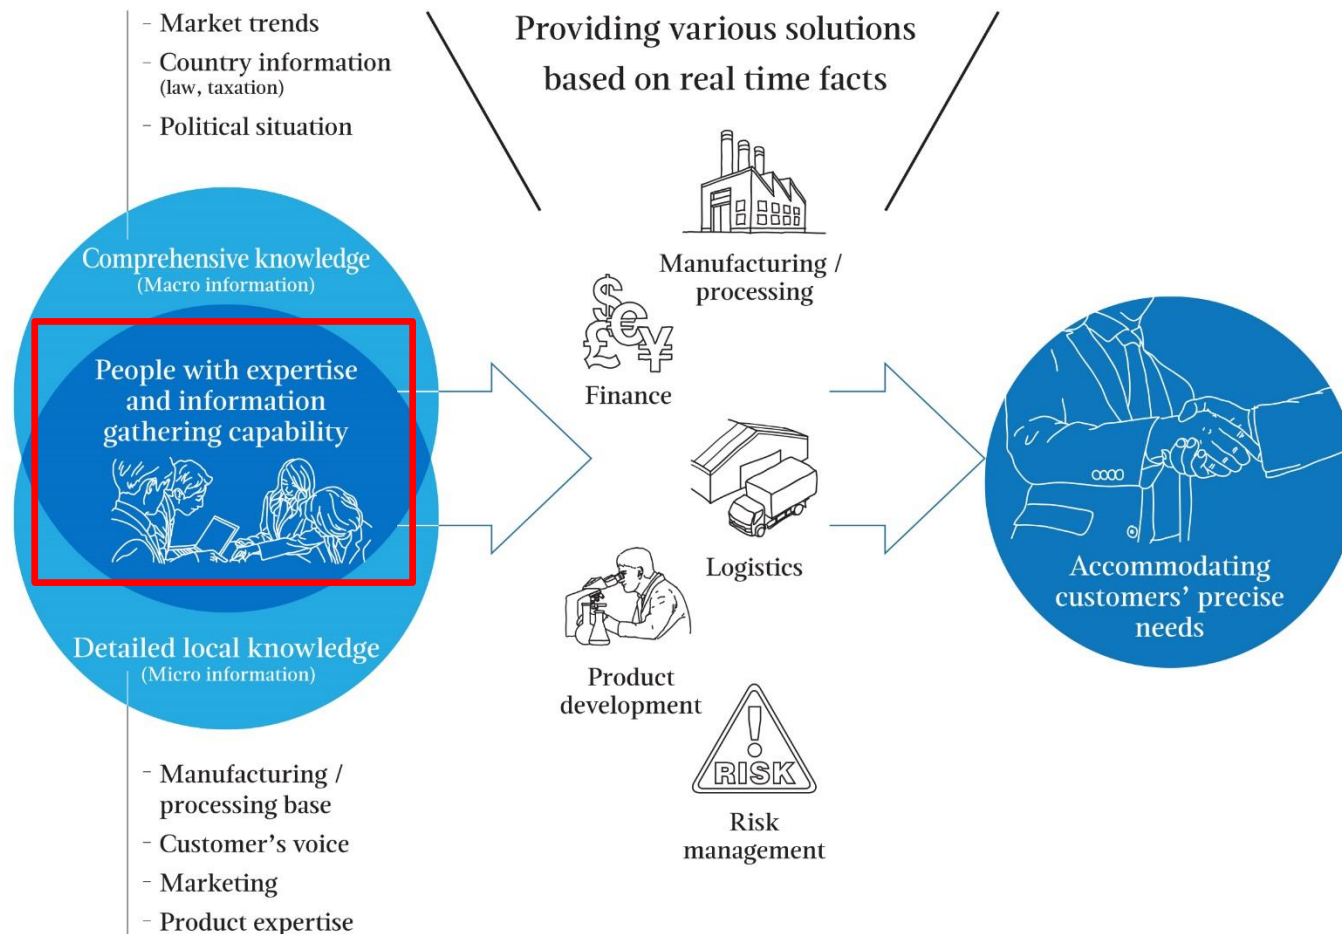 - Market trends
- Country information
(law, taxation)
- Political situation
Comprehensive knowledge
(Macro information)
People with expertise
and information
gathering capability
Detailed local knowledge
(Micro information)
- Manufacturing /
processing base
- Customer's voice
- Marketing
- Product expertise
Providing various solutions
based on real time facts
Manufacturing /
processing
$
€
£
¥
Finance
Logistics
Product
development
RISK
Risk
management
Accommodating
customers' precise
needs